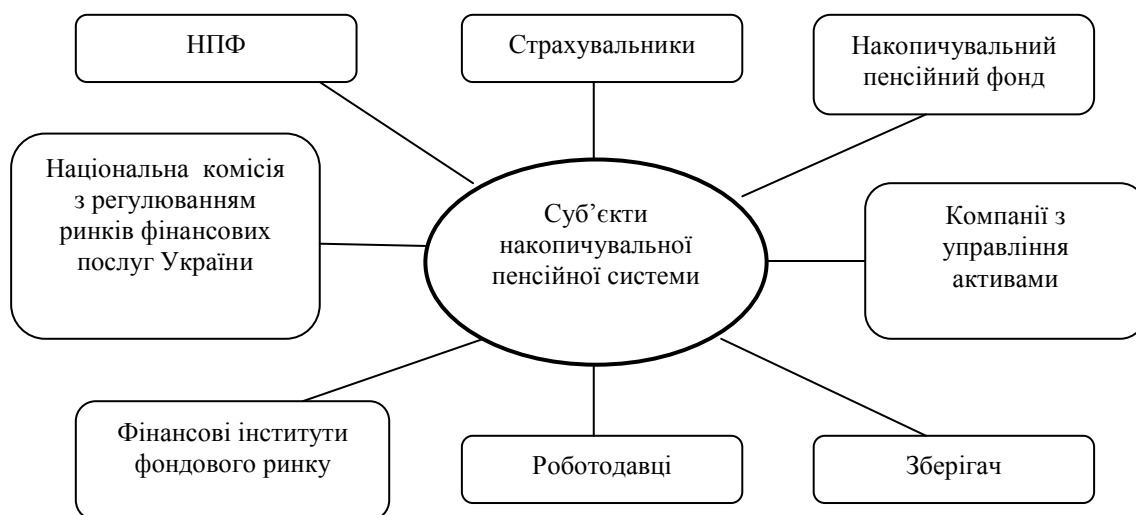 НПФ
Страхувальники
Накопичувальний
пенсійний фонд
Національна комісія
з регулюванням
ринків фінансових
послуг України
Суб’єкти
накопичувальної
пенсійної системи
Компанії з
управління
активами
Фінансові інститути
фондового ринку
Роботодавці
Зберігач